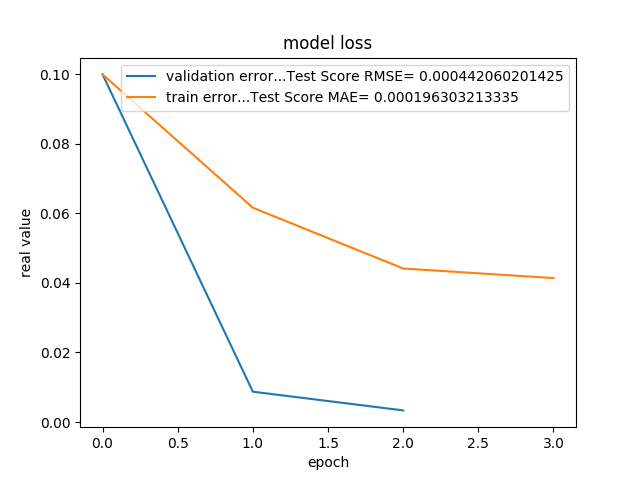 model loss
validation error...Test Score RMSE= 0.000442060201425
train error...Test Score MAE= 0.000196303213335
real value
0.10
0.08
0.06
0.04
0.02
0.00
0.0 0.5 1.0 1.5 2.0 2.5 3.0
epoch